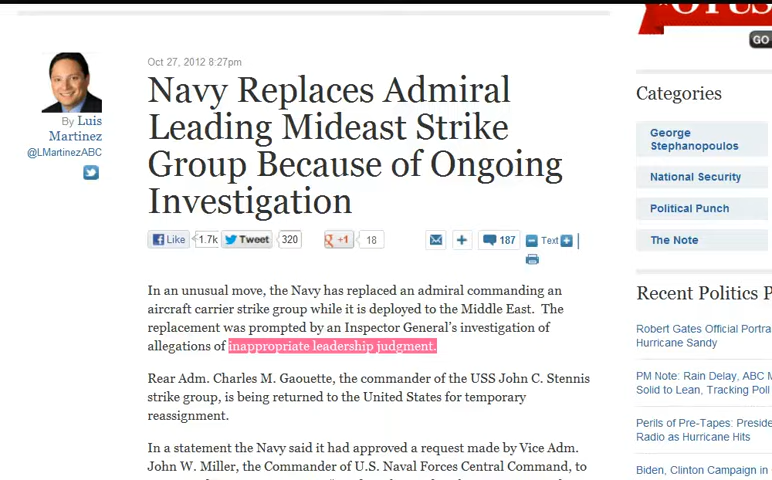 OTUS
GO
Oct 27, 2012 8:27pm
Navy Replaces Admiral
Leading Mideast Strike
Group Because of Ongoing
Investigation
By Luis
Martinez
@LMartinezABC
Like
1.7k
Tweet
320
+1
18
187
Text
In an unusual move, the Navy has replaced an admiral commanding an
aircraft carrier strike group while it is deployed to the Middle East.  The
replacement was prompted by an Inspector General's investigation of
allegations of inappropriate leadership judgment.
Rear Adm. Charles M. Gaouette, the commander of the USS John C. Stennis
strike group, is being returned to the United States for temporary
reassignment.
In a statement the Navy said it had approved a request made by Vice Adm.
John W. Miller, the Commander of U.S. Naval Forces Central Command, to
Categories
George
Stephanopoulos
National Security
Political Punch
The Note
Recent Politics P
Robert Gates Official Portra
Hurricane Sandy
PM Note: Rain Delay, ABC M
Solid to Lean, Tracking Poll
Perils of Pre-Tapes: Preside
Radio as Hurricane Hits
Biden, Clinton Campaign in